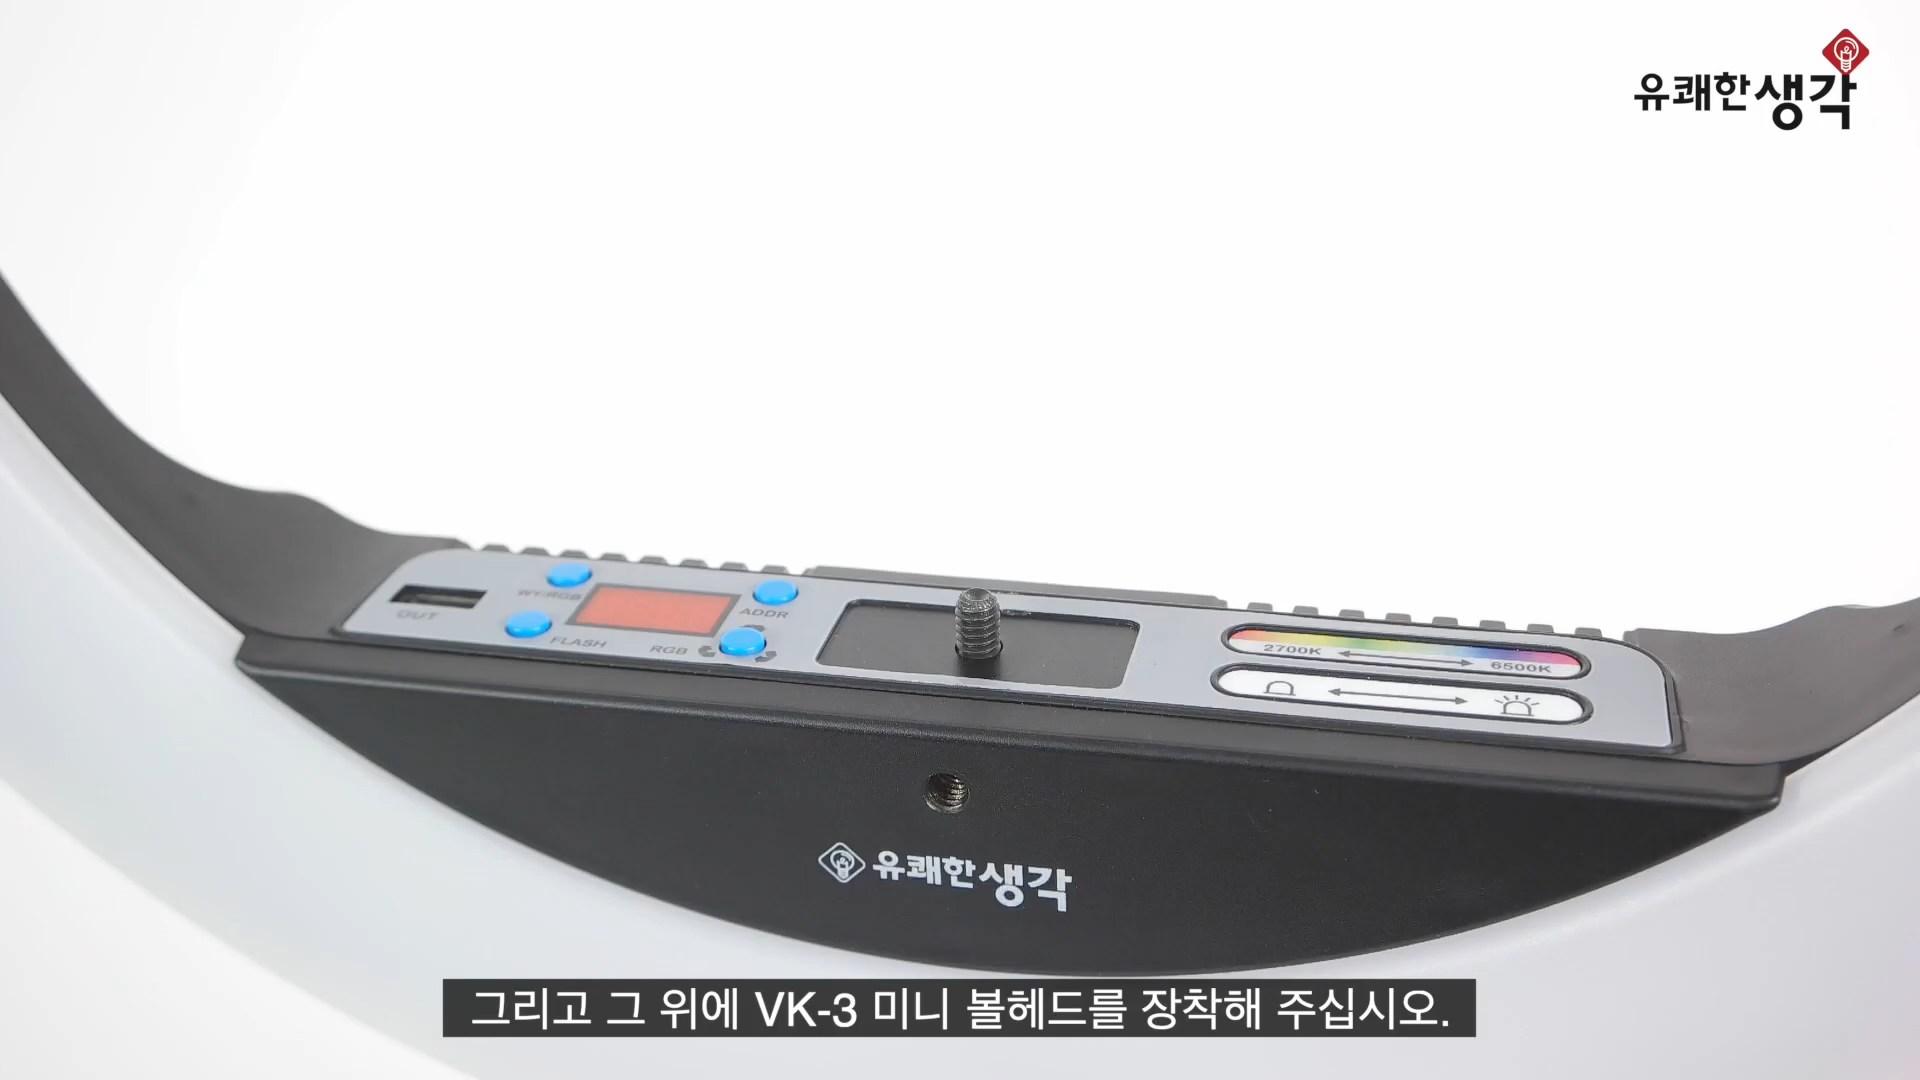 유쾌한생각
OUT
WY/RGB
FLASH
RGB
ADDR
2700K 6500K
유쾌한생각
그리고 그 위에 VK-3 미니 볼헤드를 장착해 주십시오.